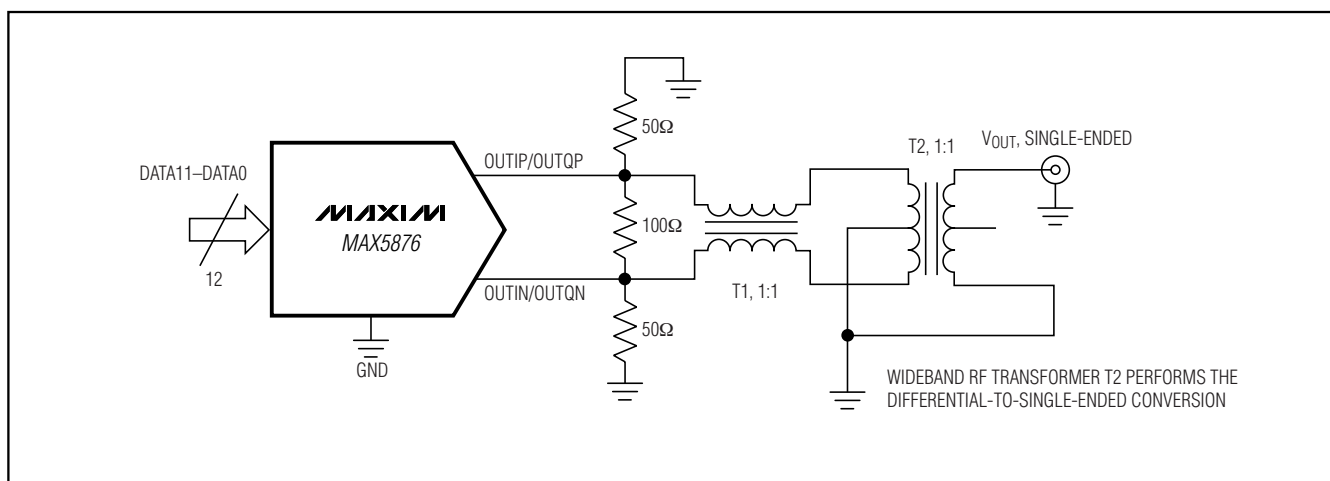 50Ω
T2, 1:1
VOUT, SINGLE-ENDED
DATA11–DATA0
OUTIP/OUTQP
MAXIM
MAX5876
100Ω
12
OUTIN/OUTQN
T1, 1:1
50Ω
GND
WIDEBAND RF TRANSFORMER T2 PERFORMS THE
DIFFERENTIAL-TO-SINGLE-ENDED CONVERSION